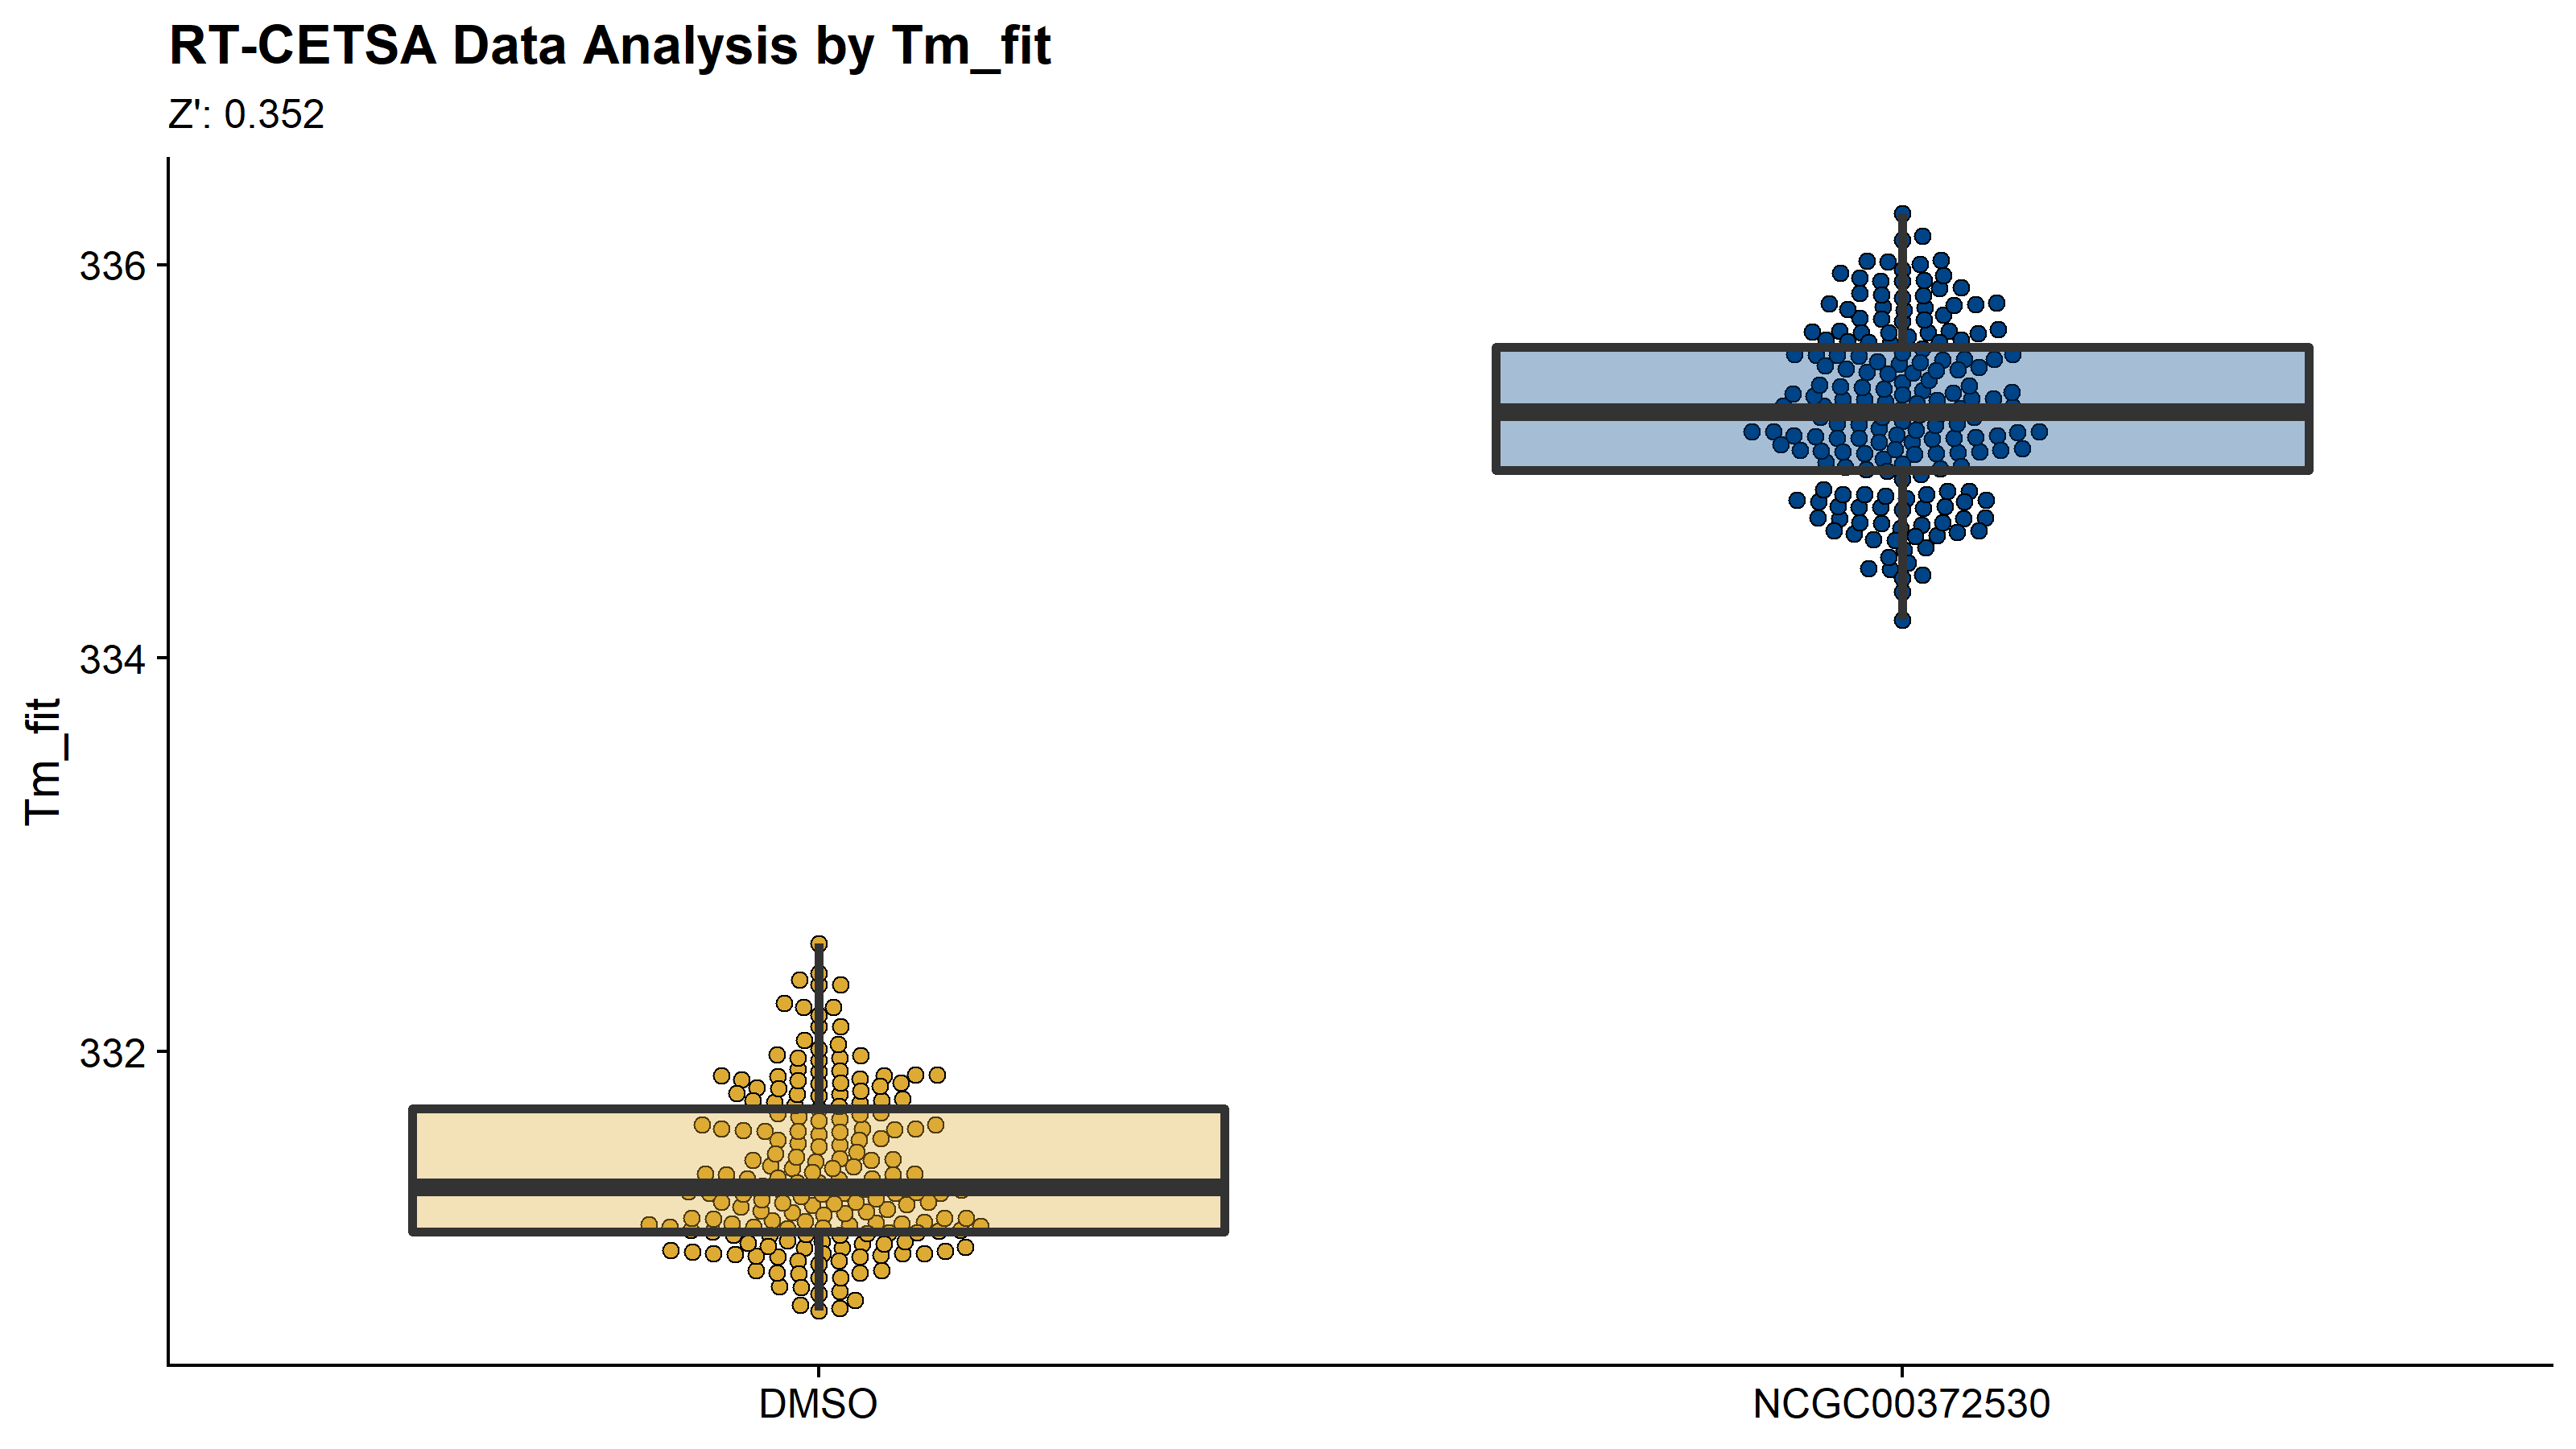 RT-CETSA Data Analysis by Tm_fit
Z': 0.352
336
334
332
Tm_fit
DMSO
NCGC00372530